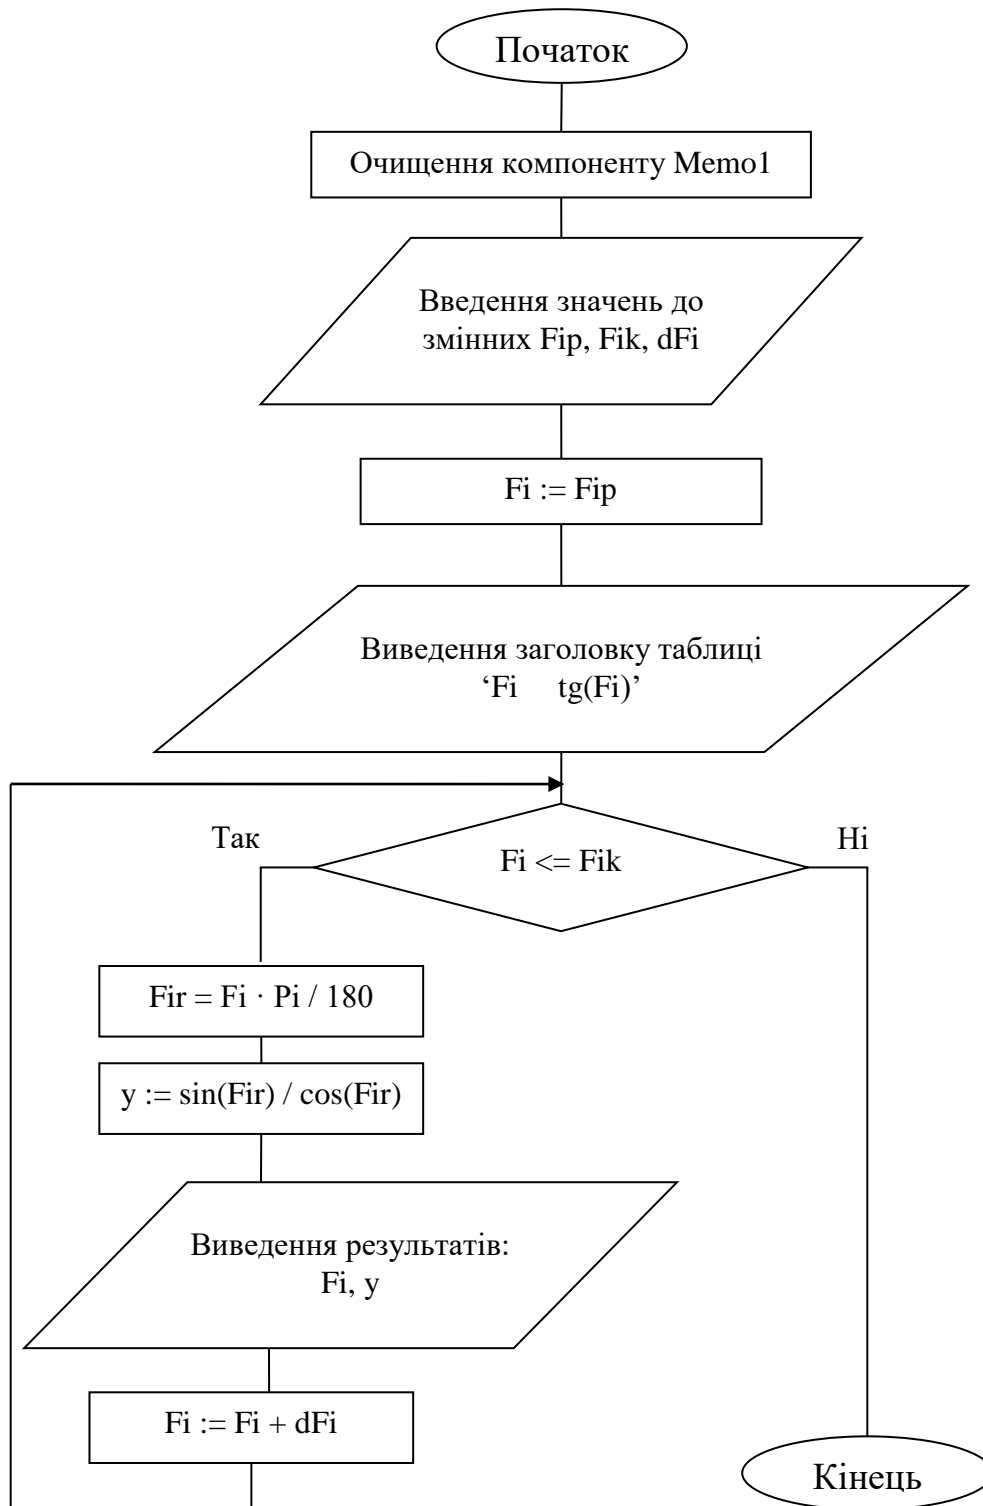 Початок
Очищення компоненту Memo1
Введення значень до
змінних Fip, Fik, dFi
Fi := Fip
Виведення заголовку таблиці
‘Fi tg(Fi)’
Так
Fi <= Fik
Ні
Fir = Fi · Pi / 180
y := sin(Fir) / cos(Fir)
Виведення результатів:
Fi, y
Fi := Fi + dFi
Кінець